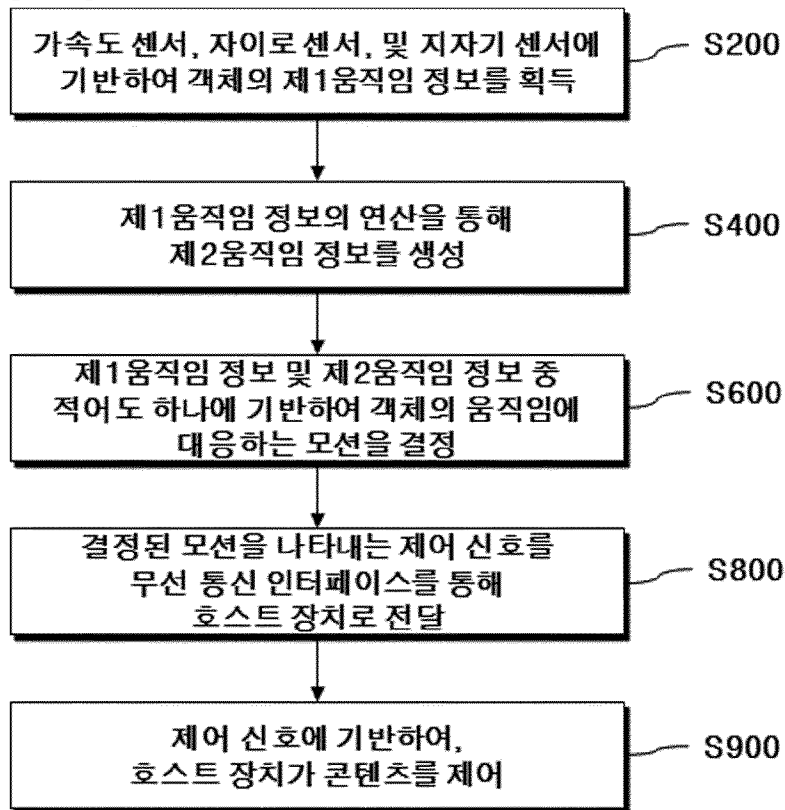 가속도 센서, 자이로 센서, 및 지자기 센서에
기반하여 객체의 제1움직임 정보를 획득
S200
제1움직임 정보의 연산을 통해
제2움직임 정보를 생성
S400
제1움직임 정보 및 제2움직임 정보 중
적어도 하나에 기반하여 객체의 움직임에
대응하는 모션을 결정
S600
결정된 모션을 나타내는 제어 신호를
무선 통신 인터페이스를 통해
호스트 장치로 전달
S800
제어 신호에 기반하여,
호스트 장치가 콘텐츠를 제어
S900